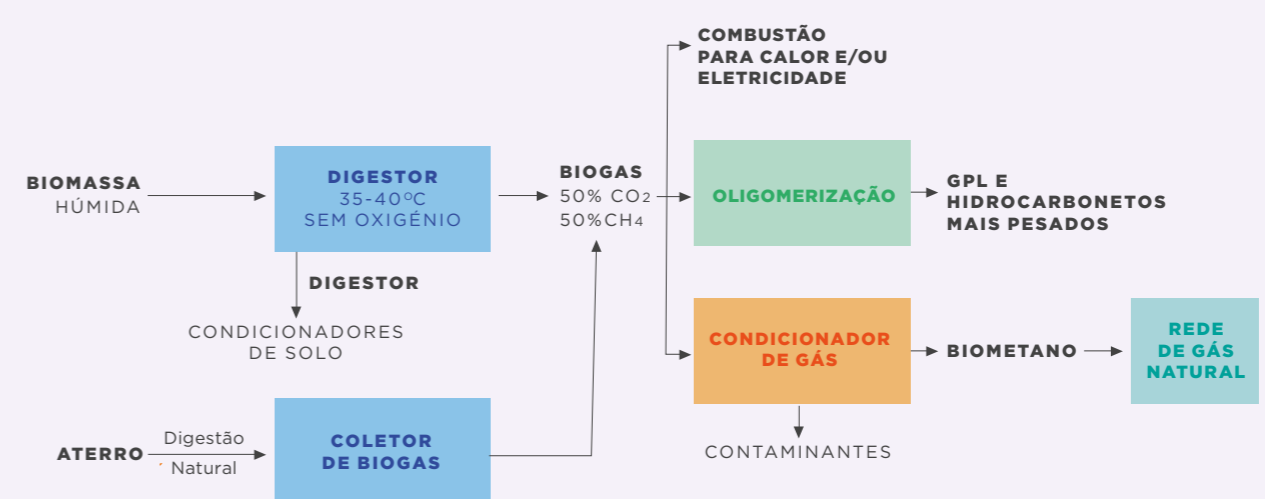 COMBUSTÃO
PARA CALOR E/OU
ELETRICIDADE
BIOMASSA
HÚMIDA
DIGESTOR
35-40ºC
SEM OXIGÉNIO
BIOGAS
50% CO2
50%CH4
OLIGOMERIZAÇÃO
GPL E
HIDROCARBONETOS
MAIS PESADOS
DIGESTOR
CONDICIONADORES
DE SOLO
CONDICIONADOR
DE GÁS
BIOMETANO
REDE
DE GÁS
NATURAL
CONTAMINANTES
ATERRO
Digestão
Natural
COLETOR
DE BIOGAS